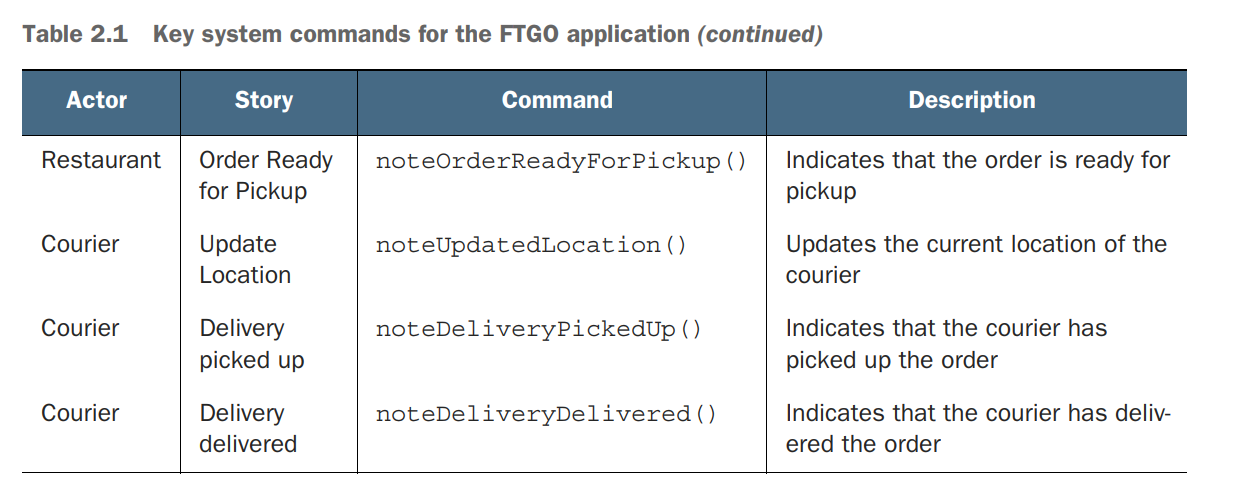 Table 2.1 Key system commands for the FTGO application (continued)
Actor Story Command Description
Restaurant Order Ready noteOrderReadyForPickup() Indicates that the order is ready for
for Pickup pickup
Courier Update noteUpdatedLocation() Updates the current location of the
Location courier
Courier Delivery noteDeliveryPickedUp() Indicates that the courier has
picked up picked up the order
Courier Delivery noteDeliveryDelivered() Indicates that the courier has deliv-
delivered ered the order